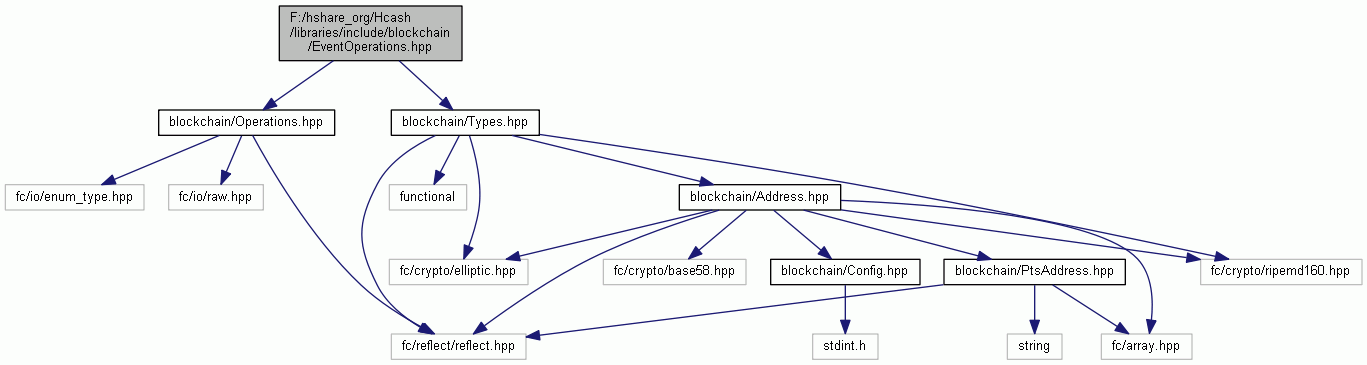 F:/hshare_org/Hcash
/libraries/include/blockchain
/EventOperations.hpp
blockchain/Operations.hpp
blockchain/Types.hpp
fc/io/enum_type.hpp
fc/io/raw.hpp
functional
blockchain/Address.hpp
fc/crypto/elliptic.hpp
fc/crypto/base58.hpp
blockchain/Config.hpp
blockchain/PtsAddress.hpp
fc/crypto/ripemd160.hpp
fc/reflect/reflect.hpp
stdint.h
string
fc/array.hpp